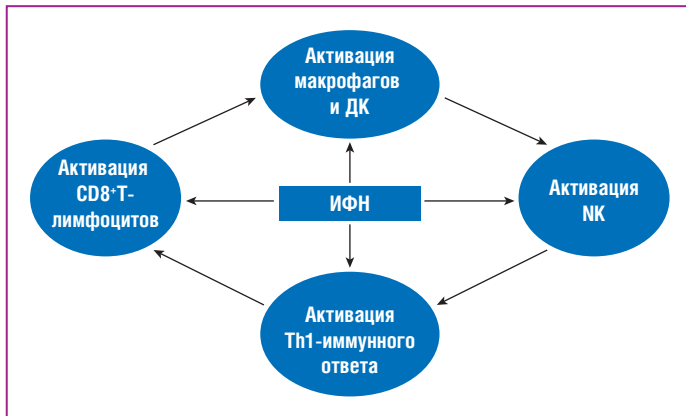 Активация
макрофагов
и ДК
Активация
CD8⁺Т-
лимфоцитов
ИФН
Активация
NK
Активация
Th1-иммунного
ответа